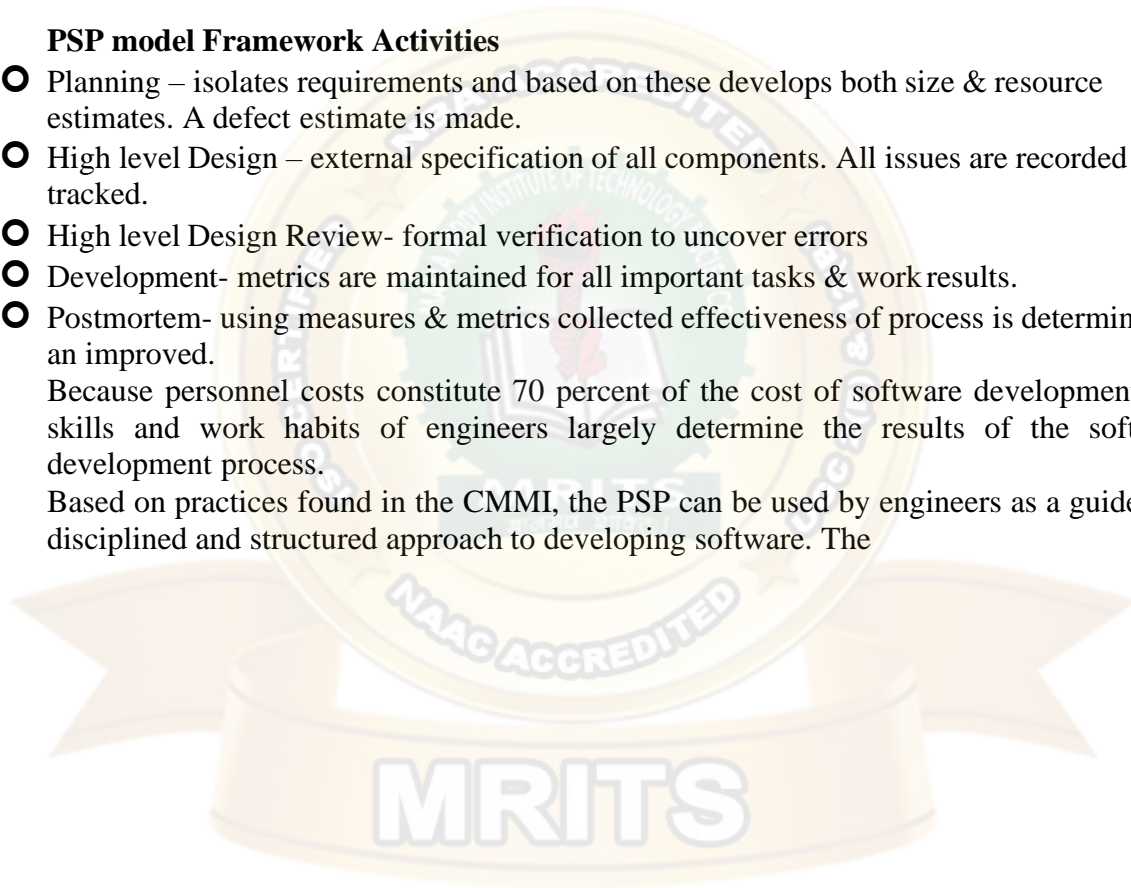 PSP model Framework Activities
Planning – isolates requirements and based on these develops both size & resource
estimates. A defect estimate is made.
High level Design – external specification of all components. All issues are recorded
tracked.
High level Design Review- formal verification to uncover errors
Development- metrics are maintained for all important tasks & work results.
Postmortem- using measures & metrics collected effectiveness of process is determin
an improved.
Because personnel costs constitute 70 percent of the cost of software development
skills and work habits of engineers largely determine the results of the soft
development process.
Based on practices found in the CMMI, the PSP can be used by engineers as a guide
disciplined and structured approach to developing software. The
NAAC ACCREDITED
MRITS